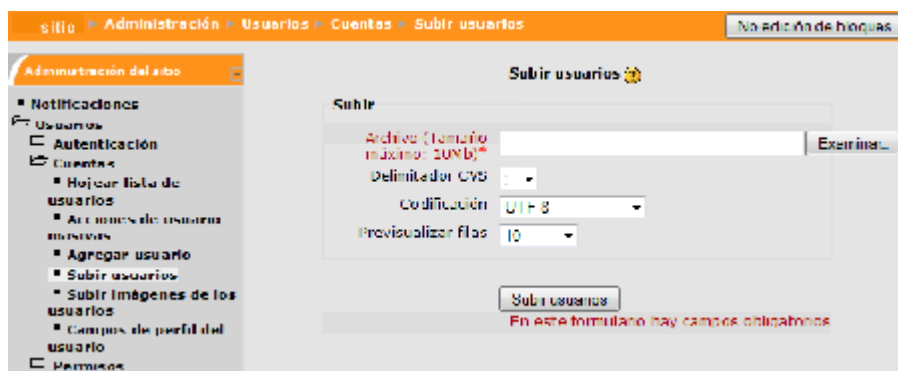 sitio ► Administración ► Usuarios ► Cuentas ► Subir usuarios
No edición de bloques
Administración del sitio
Notificaciones
Usuarios
Autenticación
Cuentas
Hojear lista de
usuarios
Acciones de usuario
masivas
Agregar usuario
Subir usuarios
Subir imágenes de los
usuarios
Campos de perfil del
usuario
Permisos
Subir usuarios
Subir
Archivo (Tamaño
máximo: 10Mb)*
Examinar...
Delimitador CVS
Codificación UTF-8
Previsualizar filas 10
Subir usuarios
En este formulario hay campos obligatorios